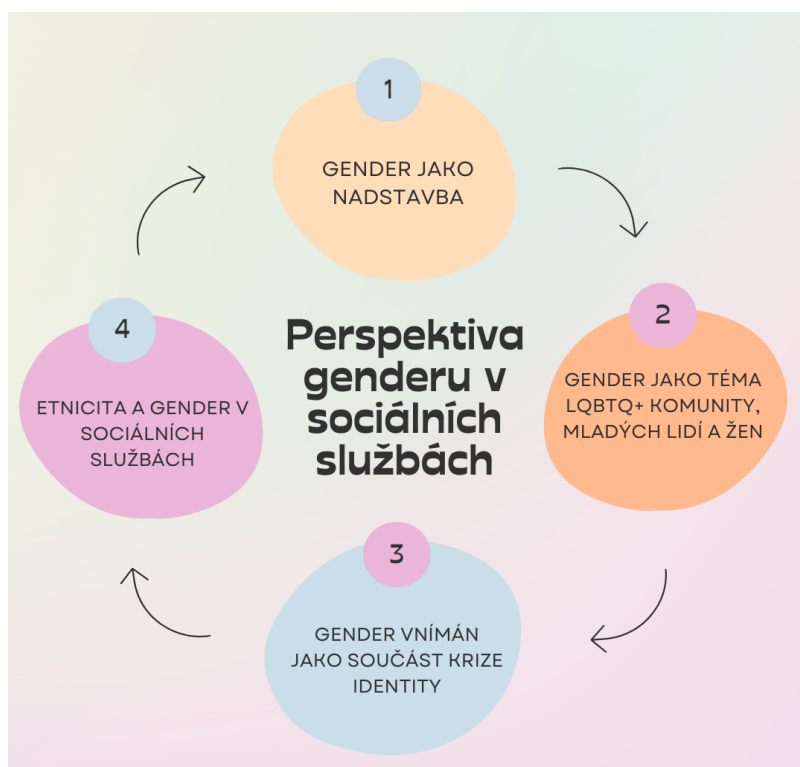 1
GENDER JAKO
NADSTAVBA
2
GENDER JAKO TÉMA
LQBTQ+ KOMUNITY,
MLADÝCH LIDÍ A ŽEN
3
GENDER VNÍMÁN
JAKO SOUČÁST KRIZE
IDENTITY
4
ETNICITA A GENDER V
SOCIÁLNÍCH
SLUŽBÁCH
Perspektiva
genderu v
sociálních
službách